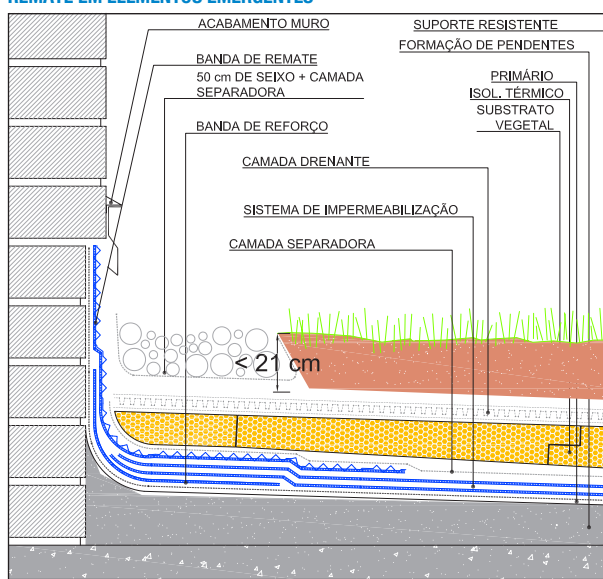 REMATE EM ELEMENTOS EMERGENTES
ACABAMENTO MURO
BANDA DE REMATE
50 cm DE SEIXO + CAMADA
SEPARADORA
BANDA DE REFORÇO
CAMADA DRENANTE
SISTEMA DE IMPERMEABILIZAÇÃO
CAMADA SEPARADORA
SUPORTE RESISTENTE
FORMAÇÃO DE PENDENTES
PRIMÁRIO
ISOL. TÉRMICO
SUBSTRATO
VEGETAL
< 21 cm